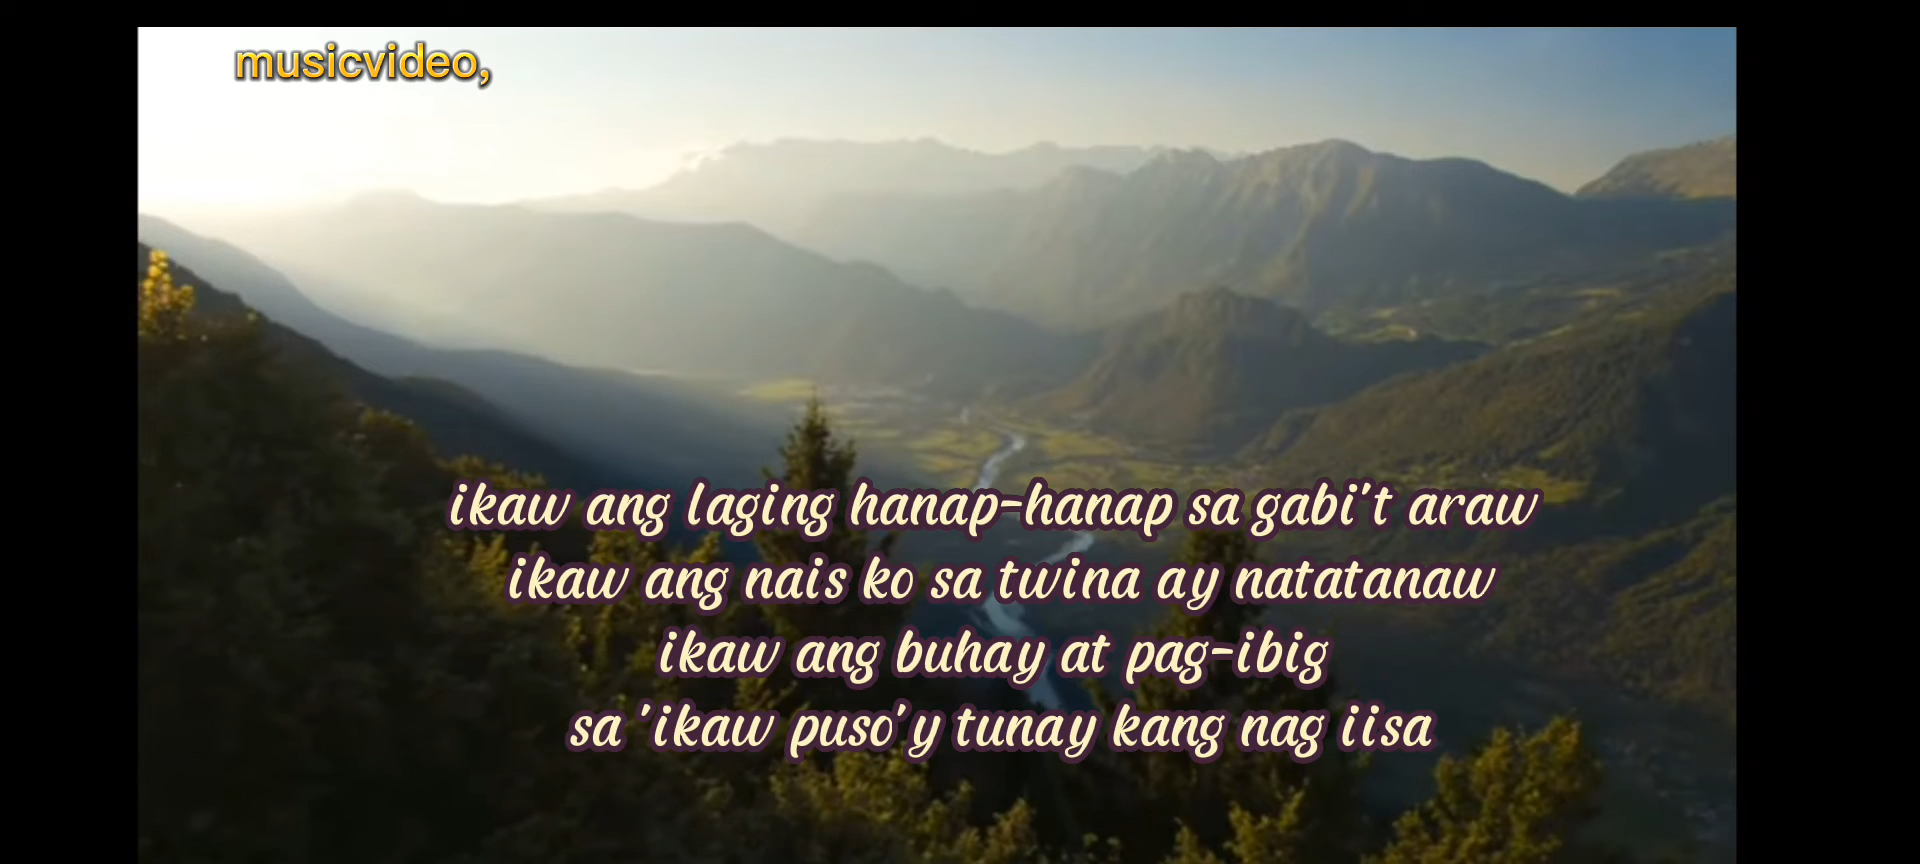 musicvideo,
ikaw ang laging hanap-hanap sa gabi't araw
ikaw ang nais ko sa twina ay natatanaw
ikaw ang buhay at pag-ibig
sa 'ikaw puso'y tunay kang nag iisa